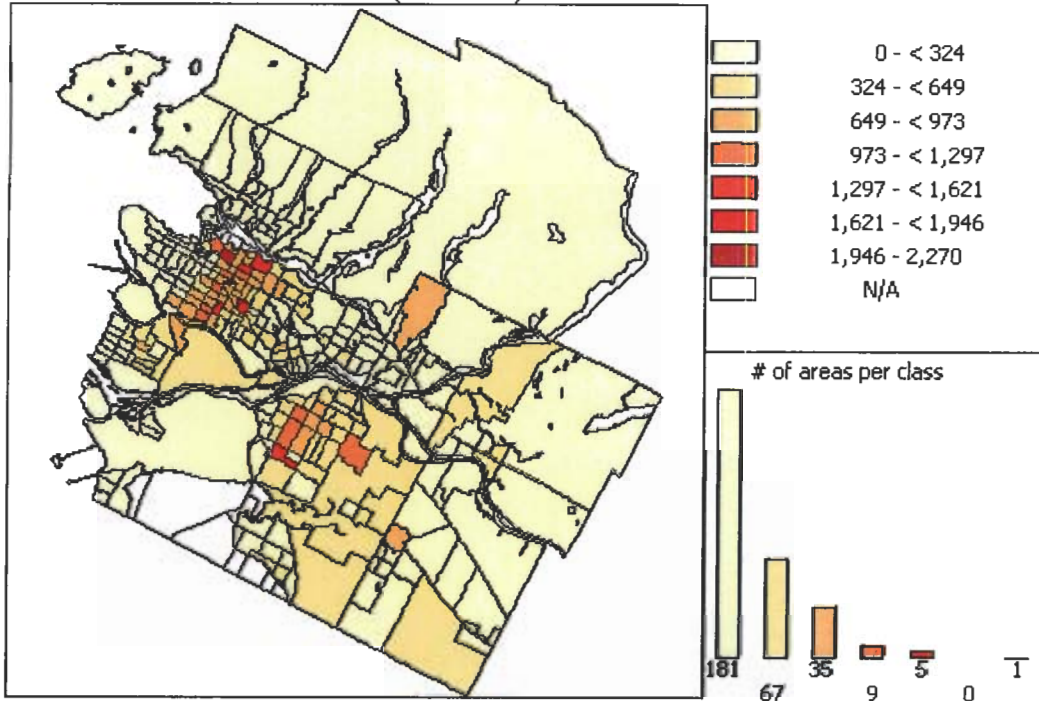 0 - < 324
324 - < 649
649 - < 973
973 - < 1,297
1,297 - < 1,621
1,621 - < 1,946
1,946 - 2,270
N/A
# of areas per class
181
67
35
9
5
0
1